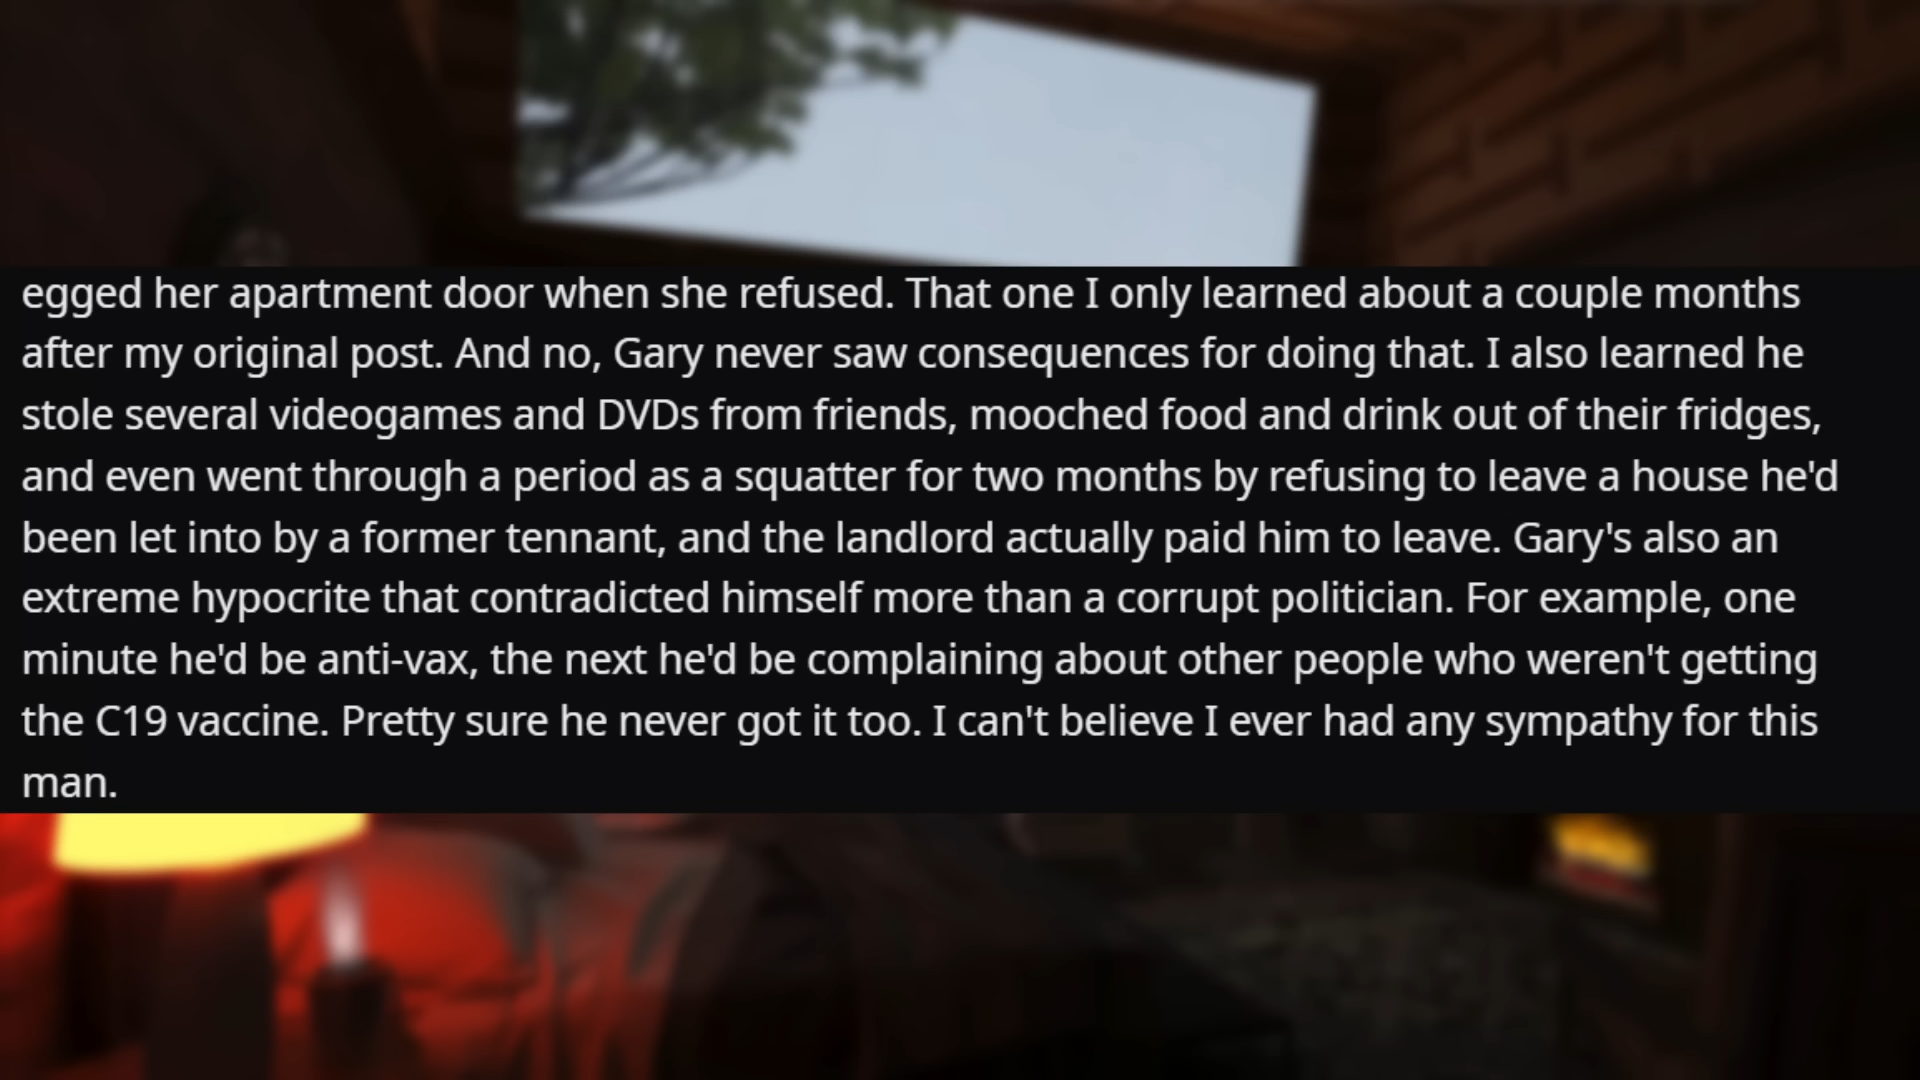 egged her apartment door when she refused. That one I only learned about a couple months
after my original post. And no, Gary never saw consequences for doing that. I also learned he
stole several videogames and DVDs from friends, mooched food and drink out of their fridges,
and even went through a period as a squatter for two months by refusing to leave a house he'd
been let into by a former tennant, and the landlord actually paid him to leave. Gary's also an
extreme hypocrite that contradicted himself more than a corrupt politician. For example, one
minute he'd be anti-vax, the next he'd be complaining about other people who weren't getting
the C19 vaccine. Pretty sure he never got it too. I can't believe I ever had any sympathy for this
man.